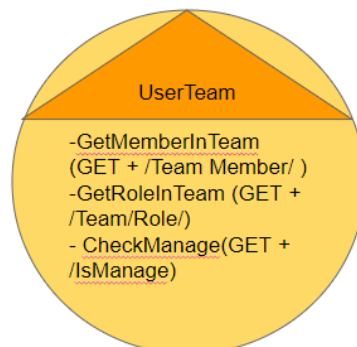 UserTeam
-GetMemberInTeam
(GET + /Team Member/ )
-GetRoleInTeam (GET +
/Team/Role/)
- CheckManage(GET +
/IsManage)